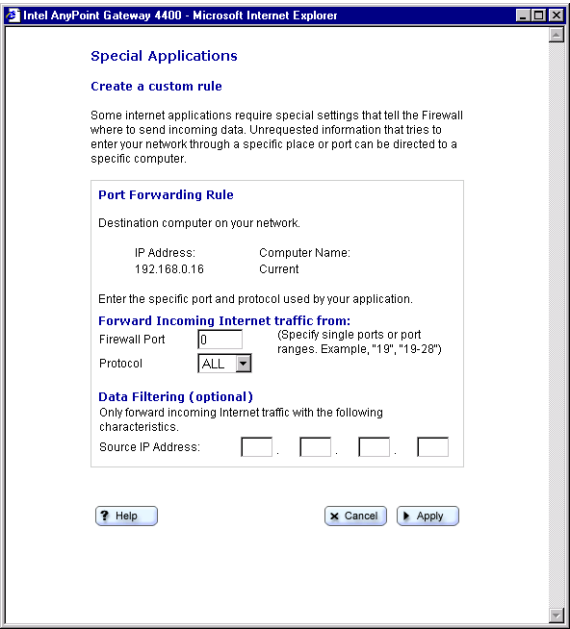 Intel AnyPoint Gateway 4400 - Microsoft Internet Explorer
Special Applications
Create a custom rule
Some internet applications require special settings that tell the Firewall
where to send incoming data. Unrequested information that tries to
enter your network through a specific place or port can be directed to a
specific computer.
Port Forwarding Rule
Destination computer on your network.
IP Address: Computer Name:
192.168.0.16 Current
Enter the specific port and protocol used by your application.
Forward Incoming Internet traffic from:
Firewall Port 0 (Specify single ports or port
ranges. Example, "19", "19-28")
Protocol ALL
Data Filtering (optional)
Only forward incoming Internet traffic with the following
characteristics.
Source IP Address: . . .
? Help Cancel Apply